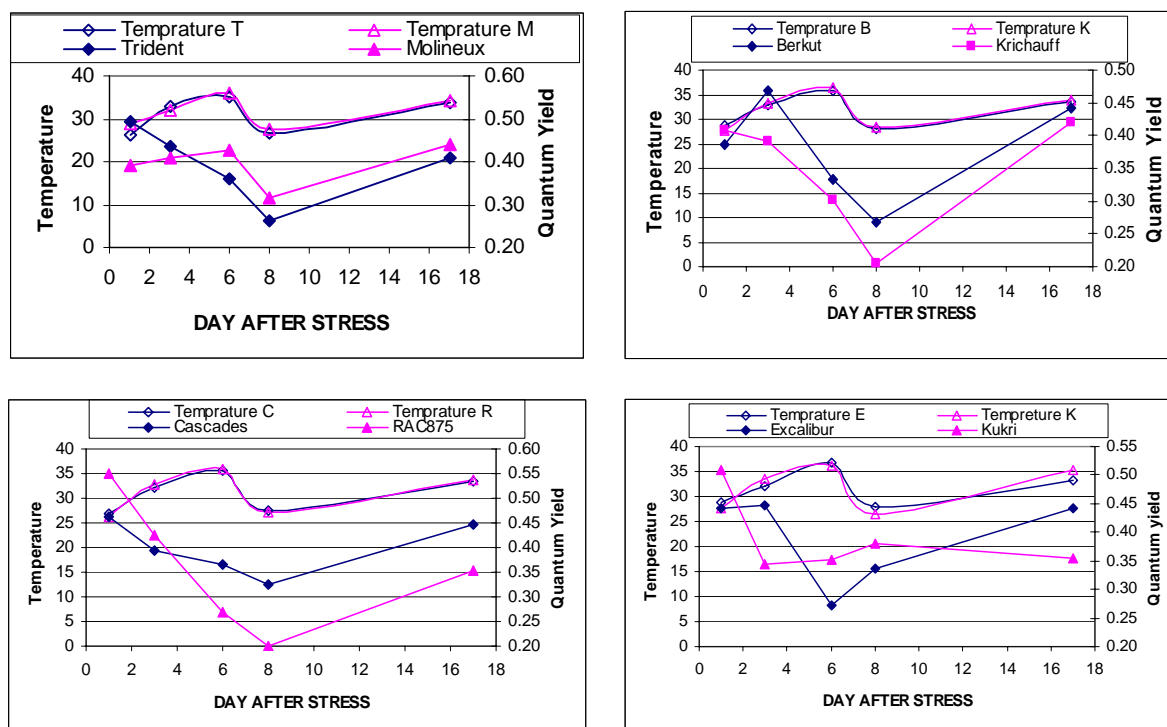 Temprature T Temprature M
Trident Molineux
40 0.60
30 0.50
20 0.40
10 0.30
0 0.20
Temperature
Quantum Yield
0 2 4 6 8 10 12 14 16 18
DAY AFTER STRESS
Temprature B Temprature K
Berkut Krichauff
40 0.50
35 0.45
30 0.40
25 0.35
20 0.30
15 0.25
10 0.20
5
0
Temperature
Quantum Yield
0 2 4 6 8 10 12 14 16 18
DAY AFTER STRESS
Temprature C Temprature R
Cascades RAC875
40 0.60
35 0.55
30 0.50
25 0.45
20 0.40
15 0.35
10 0.30
5 0.25
0 0.20
Temperature
Quantum Yield
0 2 4 6 8 10 12 14 16 18
DAY AFTER STRESS
Temprature E Tempreture K
Excalibur Kukri
40 0.55
35 0.50
30 0.45
25 0.40
20 0.35
15 0.30
10 0.25
5 0.20
0
Temperature
Quantum yield
0 2 4 6 8 10 12 14 16 18
DAY AFTER STRESS